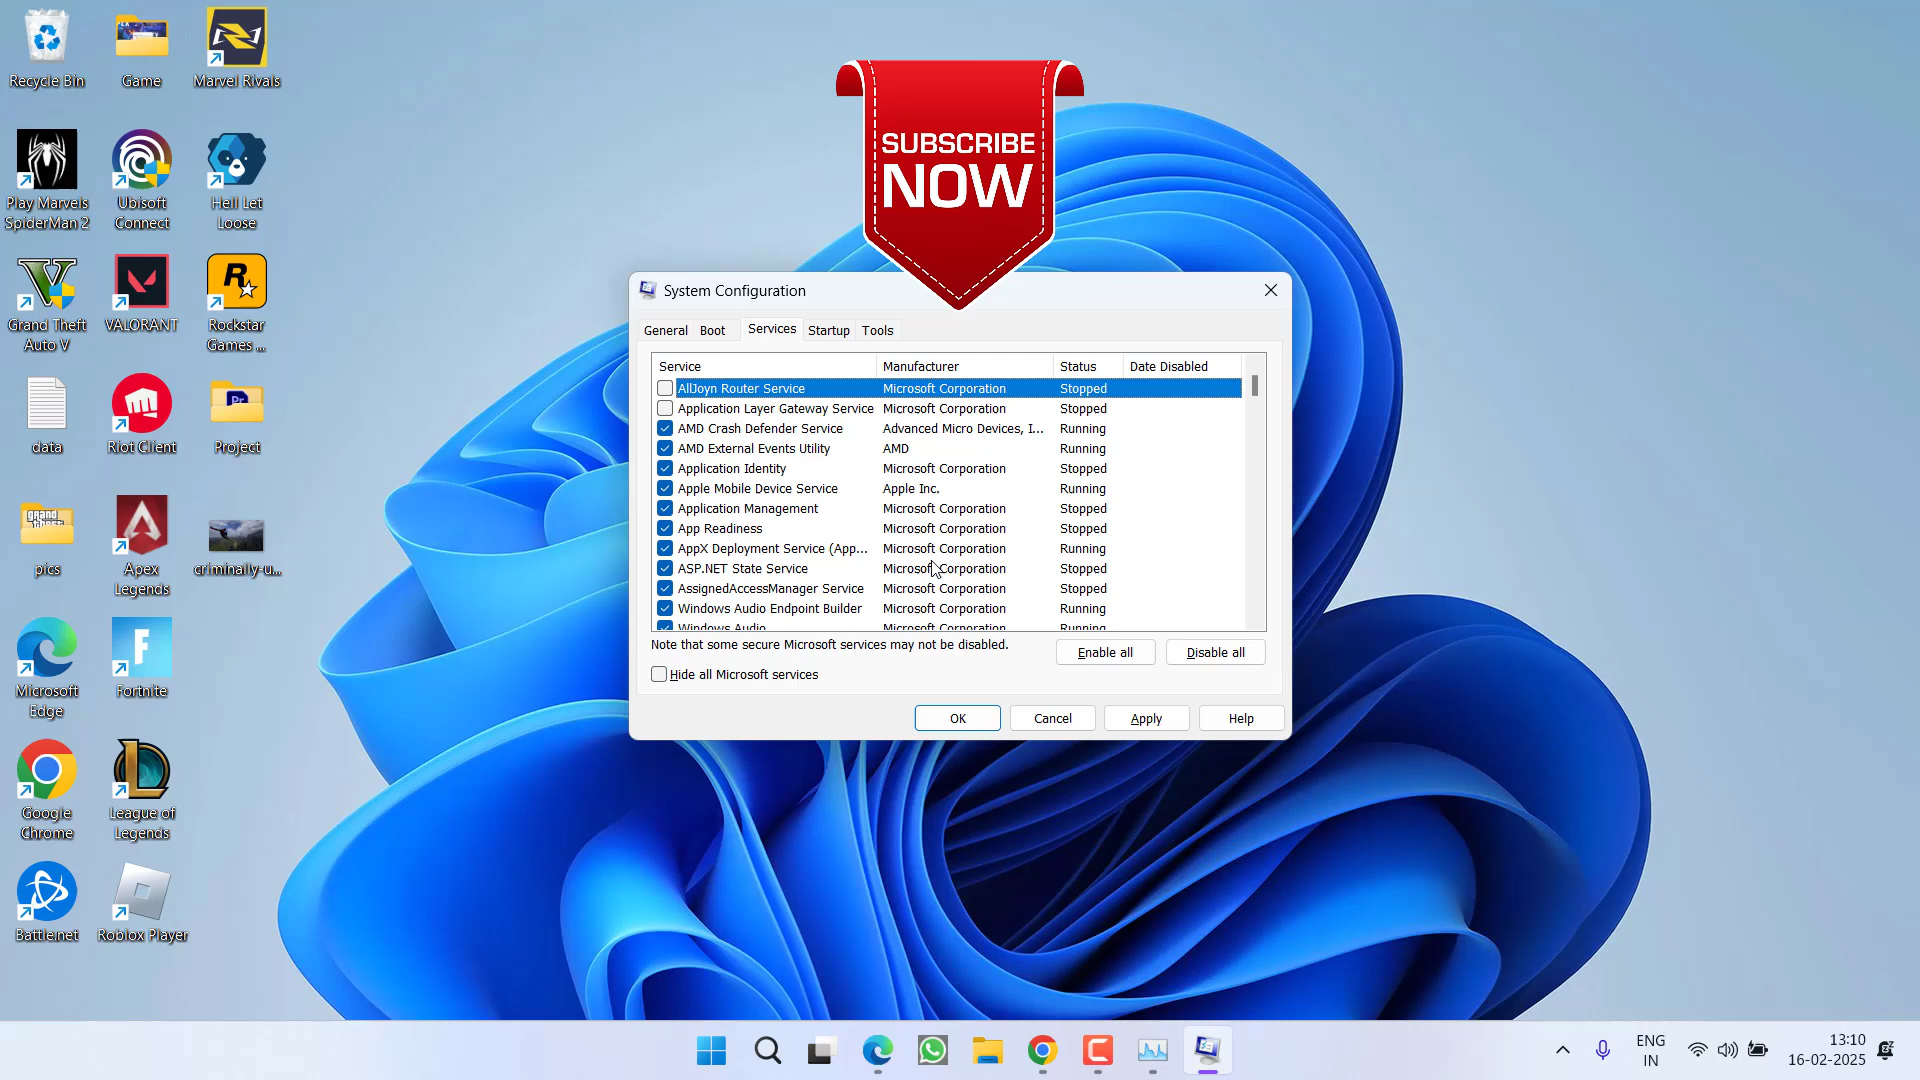 Recycle Bin
Game
Marvel Rivals
Play Marvels
SpiderMan 2
Ubisoft
Connect
Hell Let
Loose
Grand Theft
Auto V
VALORANT
Rockstar
Games ...
data
Riot Client
Project
pics
Apex
Legends
criminally-u...
Microsoft
Edge
Fortnite
Google
Chrome
League of
Legends
Battle.net
Roblox Player
SUBSCRIBE
NOW
System Configuration
General Boot Services Startup Tools
Service Manufacturer Status Date Disabled
AllJoyn Router Service Microsoft Corporation Stopped
Application Layer Gateway Service Microsoft Corporation Stopped
AMD Crash Defender Service Advanced Micro Devices, I... Running
AMD External Events Utility AMD Running
Application Identity Microsoft Corporation Stopped
Apple Mobile Device Service Apple Inc. Running
Application Management Microsoft Corporation Stopped
App Readiness Microsoft Corporation Stopped
AppX Deployment Service (App... Microsoft Corporation Running
ASP.NET State Service Microsoft Corporation Stopped
AssignedAccessManager Service Microsoft Corporation Stopped
Windows Audio Endpoint Builder Microsoft Corporation Running
Windows Audio Microsoft Corporation Running
Note that some secure Microsoft services may not be disabled.
Enable all Disable all
Hide all Microsoft services
OK Cancel Apply Help
ENG
IN
13:10
16-02-2025